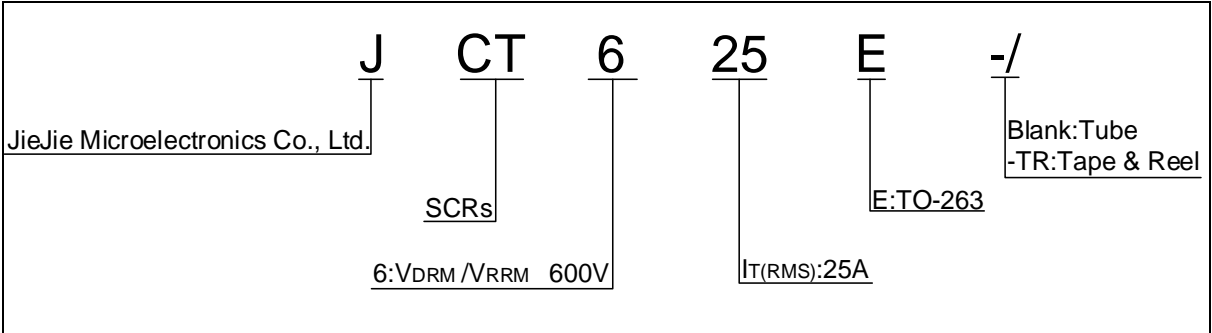 J CT 6 25 E -/
JieJie Microelectronics Co., Ltd.
Blank:Tube
-TR:Tape & Reel
SCRs
E:TO-263
6:VDRM /VRRM 600V
IT(RMS):25A